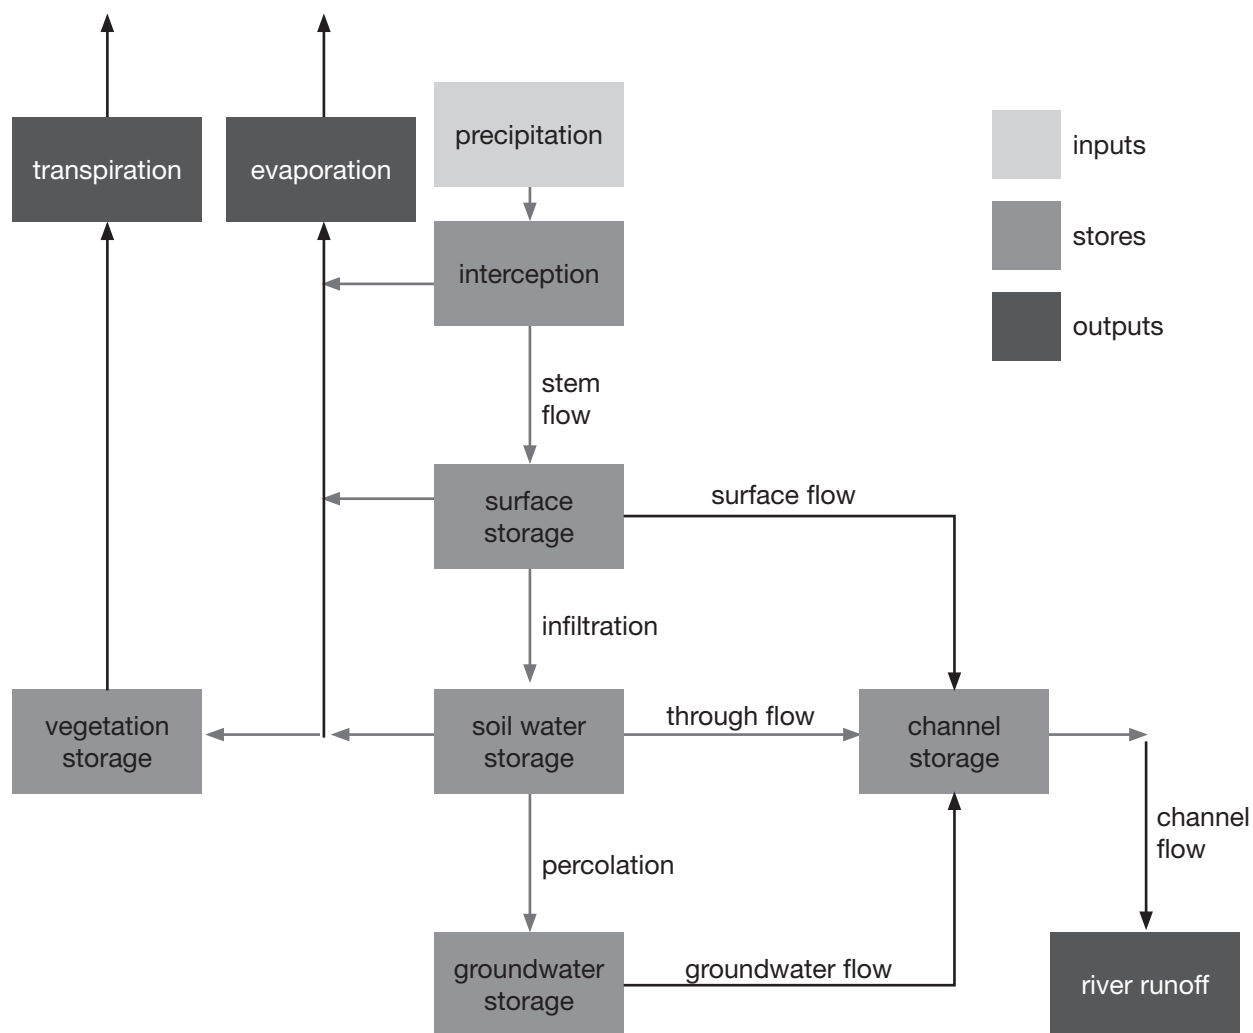 precipitation
transpiration
evaporation
inputs
interception
stores
outputs
stem
flow
surface
storage
surface flow
infiltration
vegetation
storage
soil water
storage
through flow
channel
storage
channel
flow
percolation
groundwater
storage
groundwater flow
river runoff